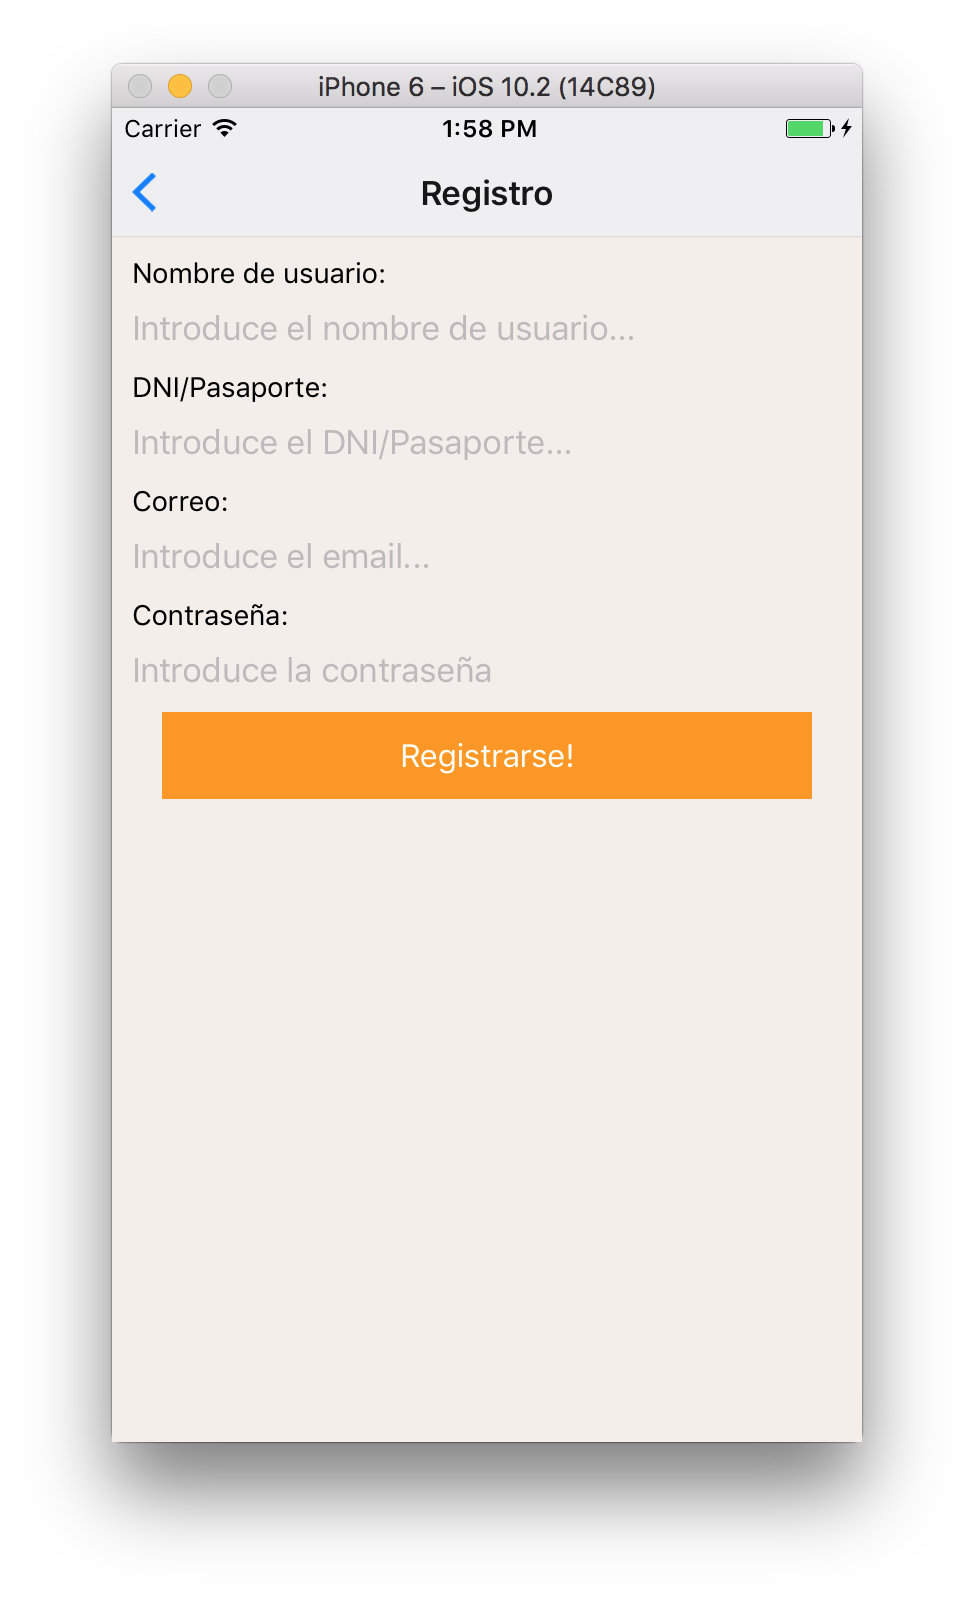 iPhone 6 – iOS 10.2 (14C89)
Carrier 1:58 PM
Registro
Nombre de usuario:
Introduce el nombre de usuario...
DNI/Pasaporte:
Introduce el DNI/Pasaporte...
Correo:
Introduce el email...
Contraseña:
Introduce la contraseña
Registrarse!